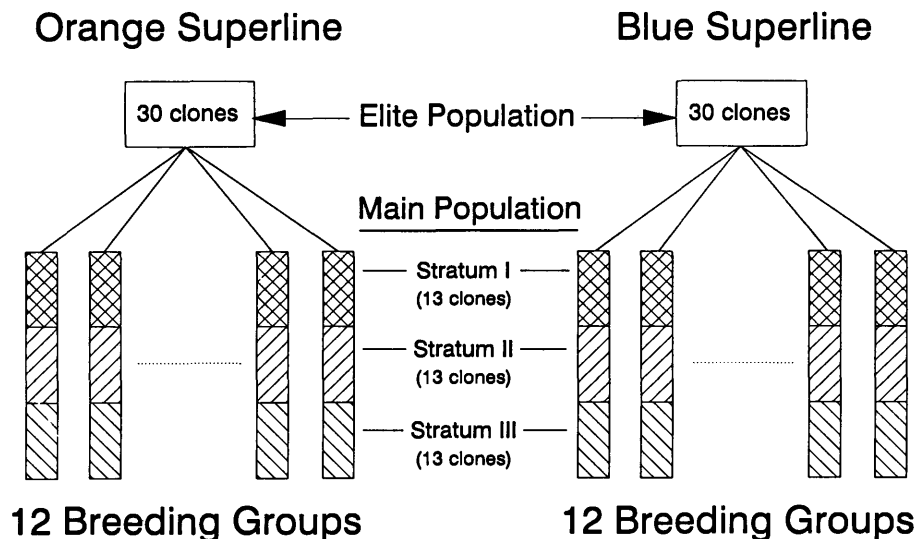 Orange Superline
Blue Superline
30 clones
Elite Population
30 clones
Main Population
Stratum I
(13 clones)
Stratum II
(13 clones)
Stratum III
(13 clones)
12 Breeding Groups
12 Breeding Groups